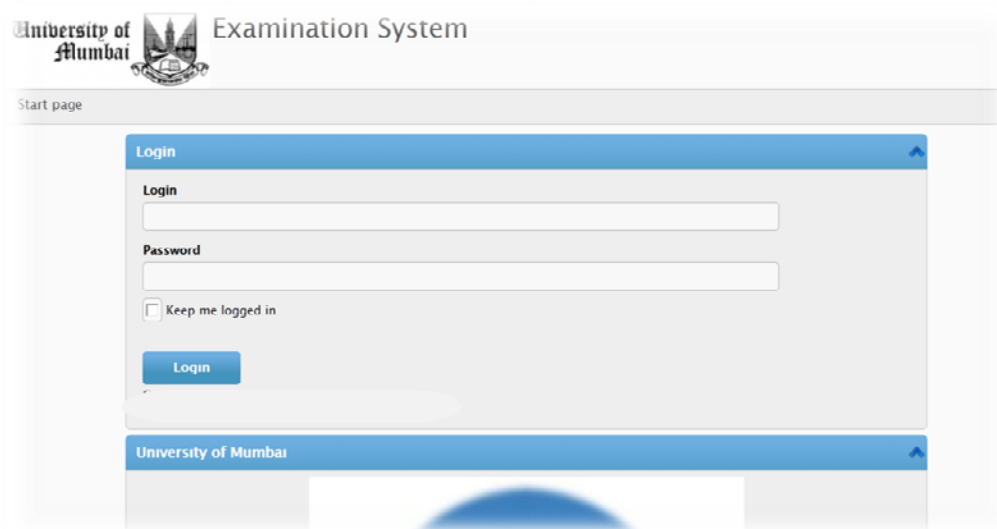 University of
Mumbai
Examination System
Start page
Login
Login
Password
Keep me logged in
Login
University of Mumbai